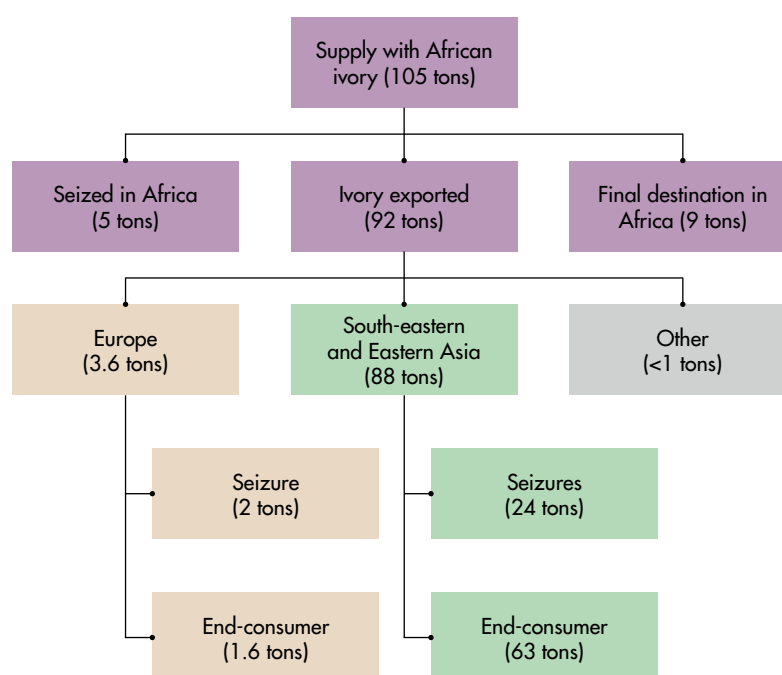 Supply with African
ivory (105 tons)
Seized in Africa
(5 tons)
Ivory exported
(92 tons)
Final destination in
Africa (9 tons)
Europe
(3.6 tons)
South-eastern
and Eastern Asia
(88 tons)
Other
(<1 tons)
Seizure
(2 tons)
Seizures
(24 tons)
End-consumer
(1.6 tons)
End-consumer
(63 tons)